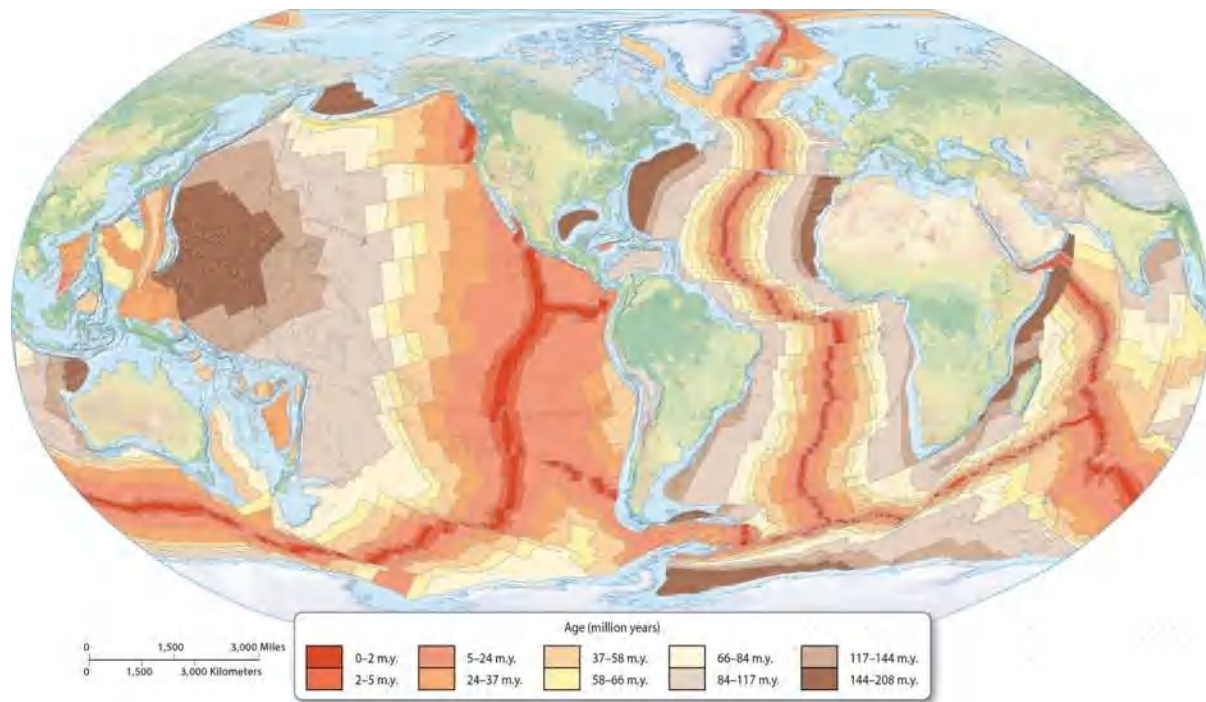 Age (million years)
0 1,500 3,000 Miles
0 1,500 3,000 Kilometers
0–2 m.y. 5–24 m.y. 37–58 m.y. 66–84 m.y. 117–144 m.y.
2–5 m.y. 24–37 m.y. 58–66 m.y. 84–117 m.y. 144–208 m.y.